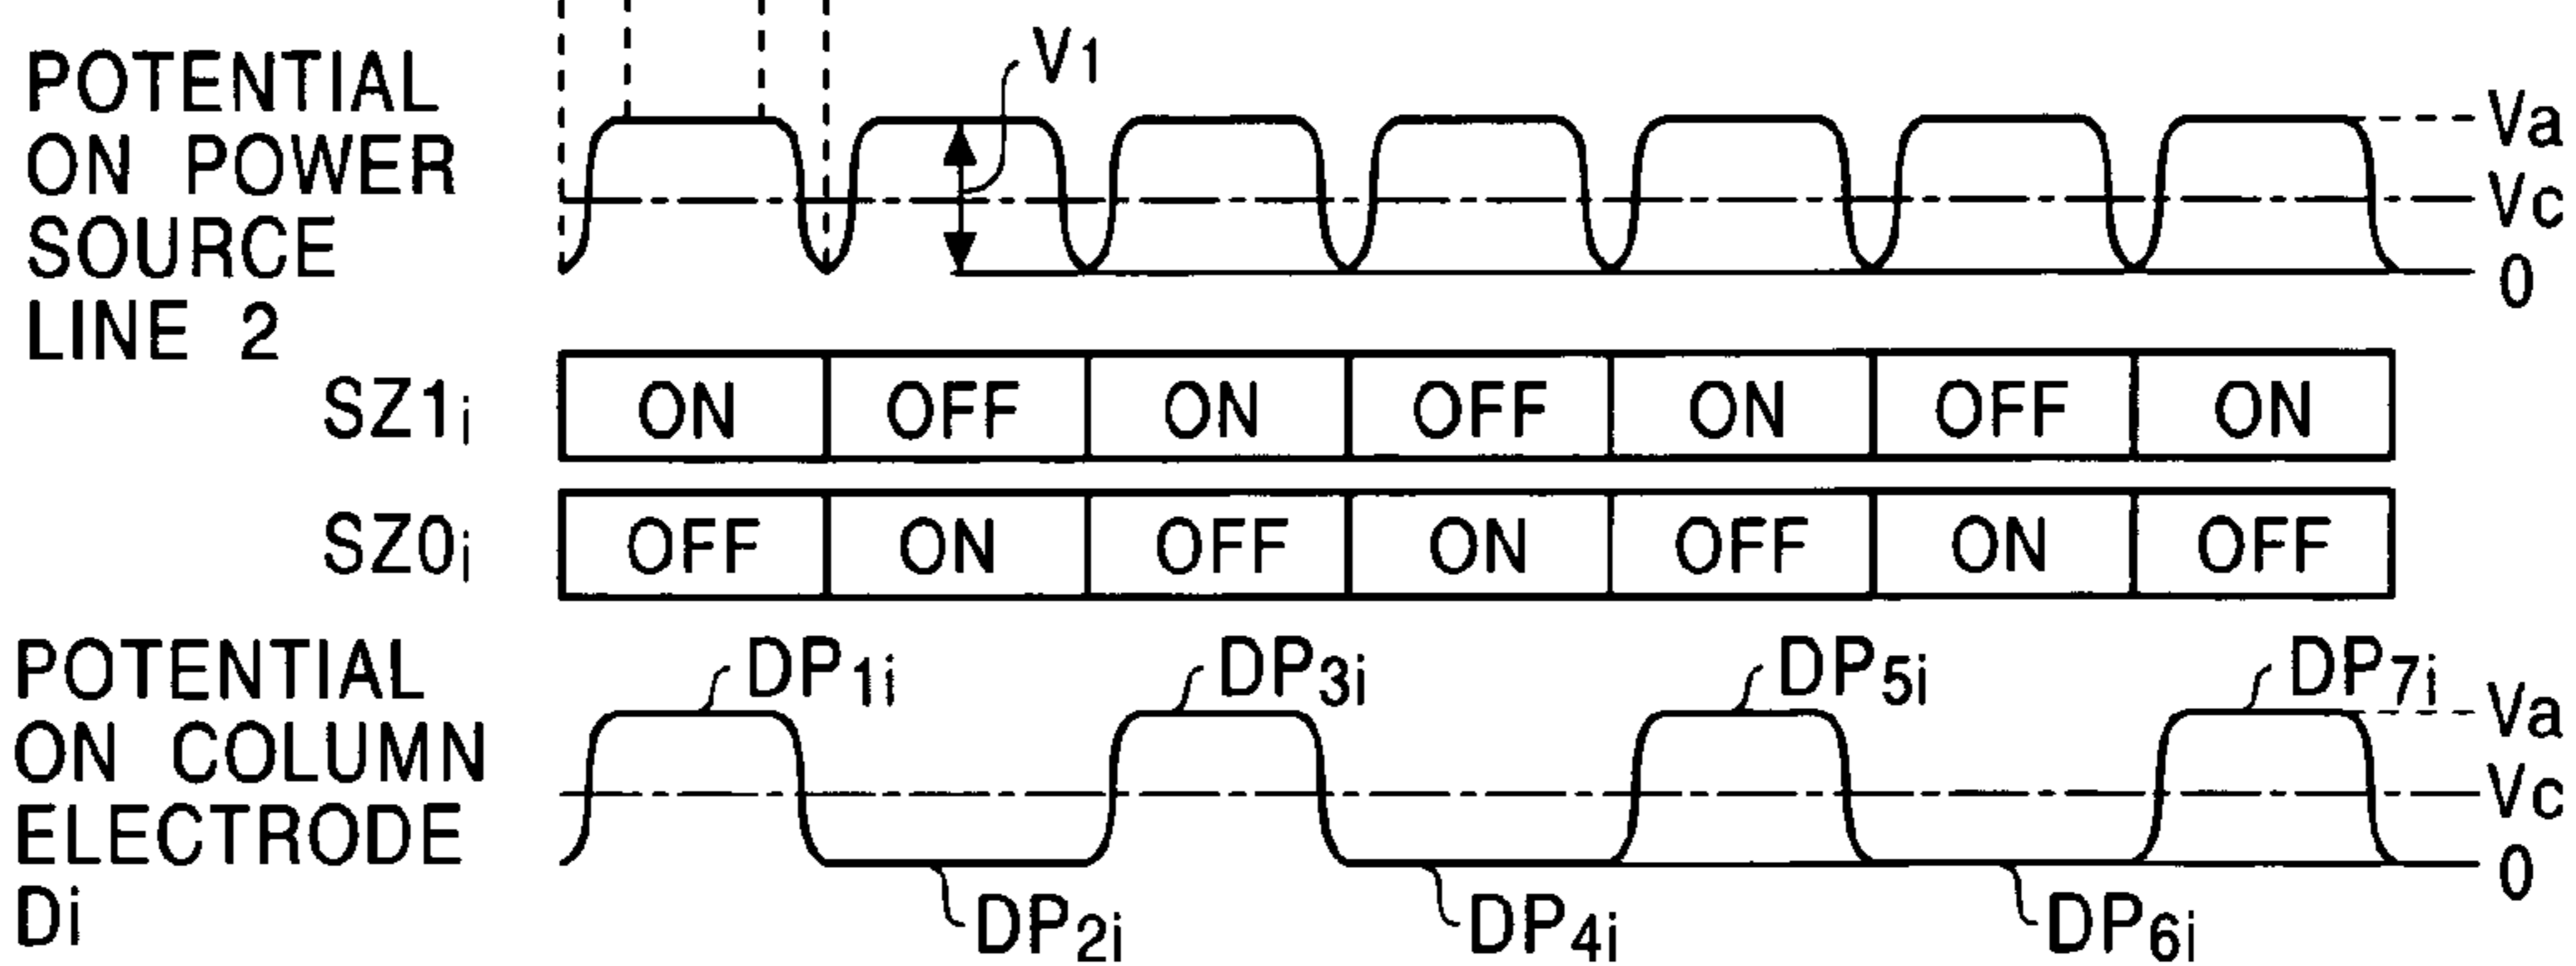 POTENTIAL
ON POWER
SOURCE
LINE 2
V1
Va
Vc
0
SZ1i ON OFF ON OFF ON OFF ON
SZ0i OFF ON OFF ON OFF ON OFF
POTENTIAL
ON COLUMN
ELECTRODE
Di
DP1i DP3i DP5i DP7i
Va
Vc
0
DP2i DP4i DP6i